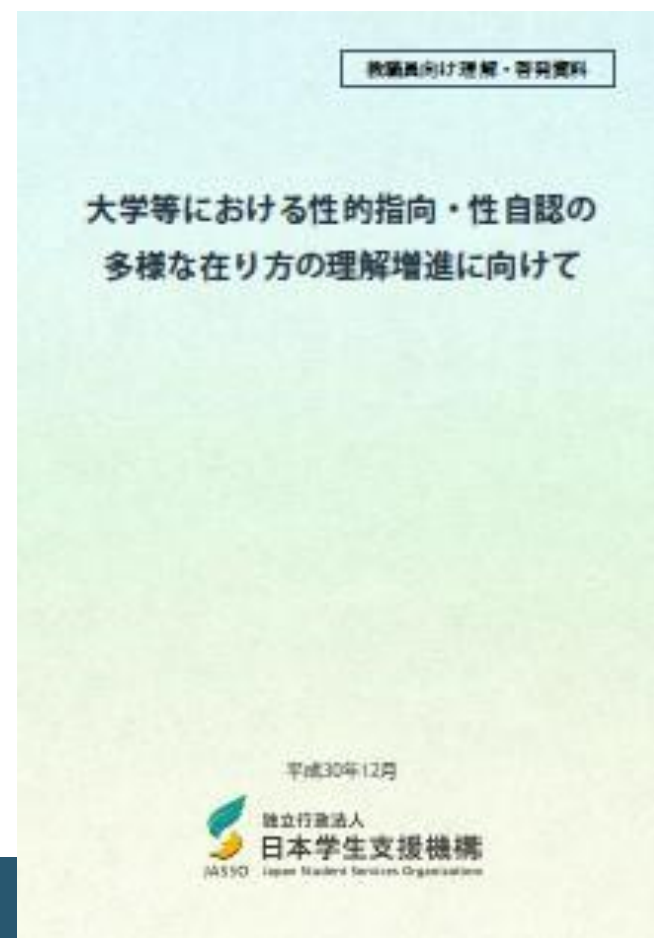 教職員向け理解・啓発資料
大学等における性的指向・性自認の
多様な在り方の理解増進に向けて
平成30年12月
独立行政法人
日本学生支援機構
JASSO Japan Student Services Organization